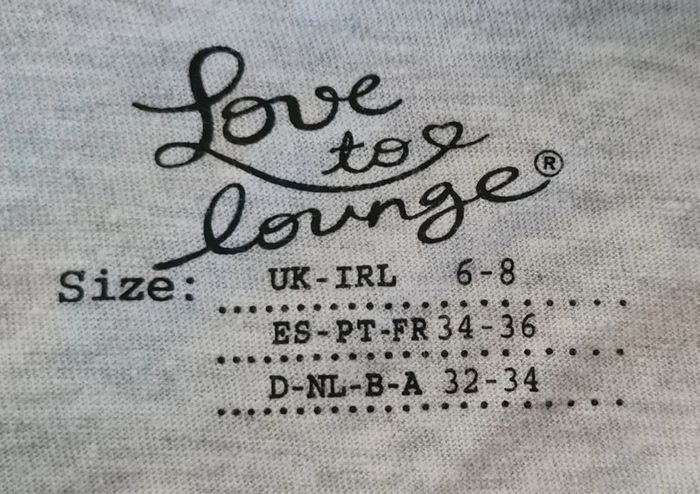 Love
to
lounge®
Size: UK-IRL 6-8
ES-PT-FR 34-36
D-NL-B-A 32-34